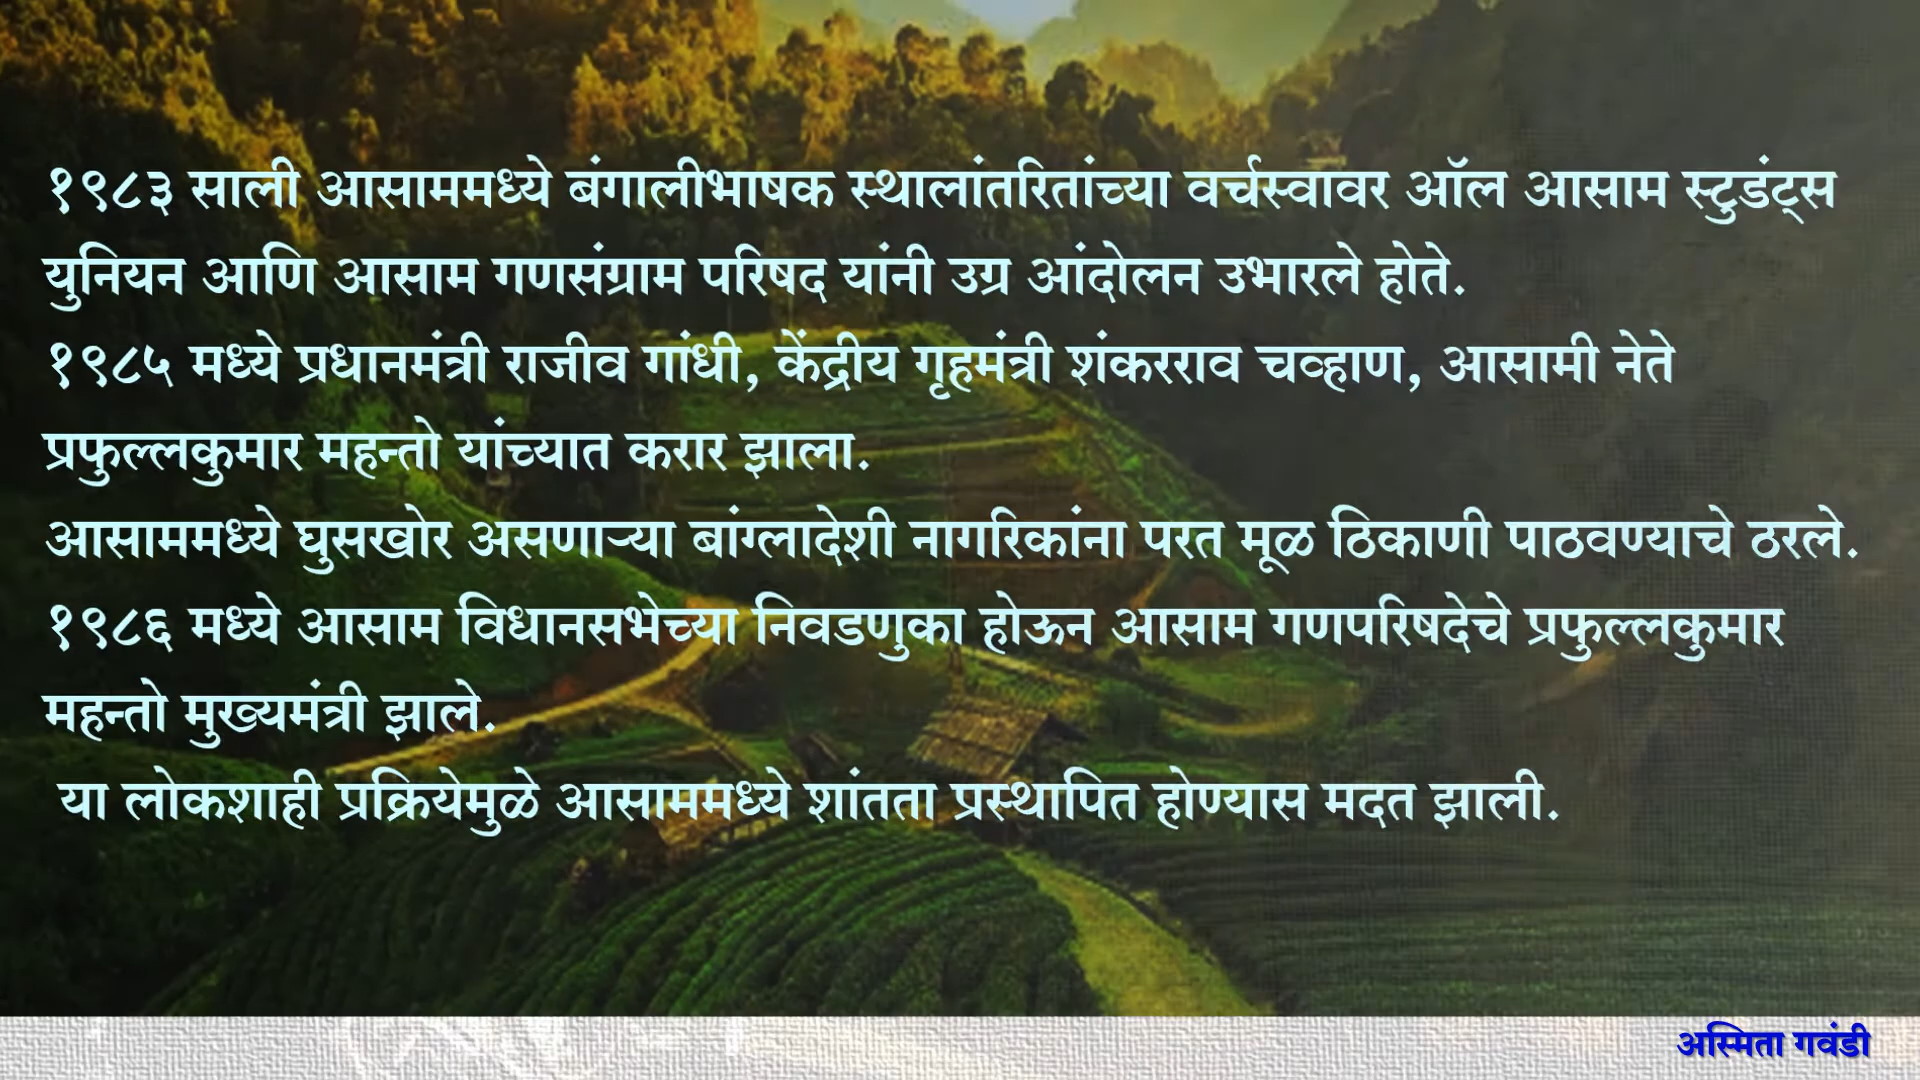 १९८३ साली आसाममध्ये बंगालीभाषक स्थालांतरितांच्या वर्चस्वावर ऑल आसाम स्टुडंट्स
युनियन आणि आसाम गणसंग्राम परिषद यांनी उग्र आंदोलन उभारले होते.
१९८५ मध्ये प्रधानमंत्री राजीव गांधी, केंद्रीय गृहमंत्री शंकरराव चव्हाण, आसामी नेते
प्रफुल्लकुमार महन्तो यांच्यात करार झाला.
आसाममध्ये घुसखोर असणाऱ्या बांग्लादेशी नागरिकांना परत मूळ ठिकाणी पाठवण्याचे ठरले.
१९८६ मध्ये आसाम विधानसभेच्या निवडणुका होऊन आसाम गणपरिषदेचे प्रफुल्लकुमार
महन्तो मुख्यमंत्री झाले.
या लोकशाही प्रक्रियेमुळे आसाममध्ये शांतता प्रस्थापित होण्यास मदत झाली.
अस्मिता गवंडी